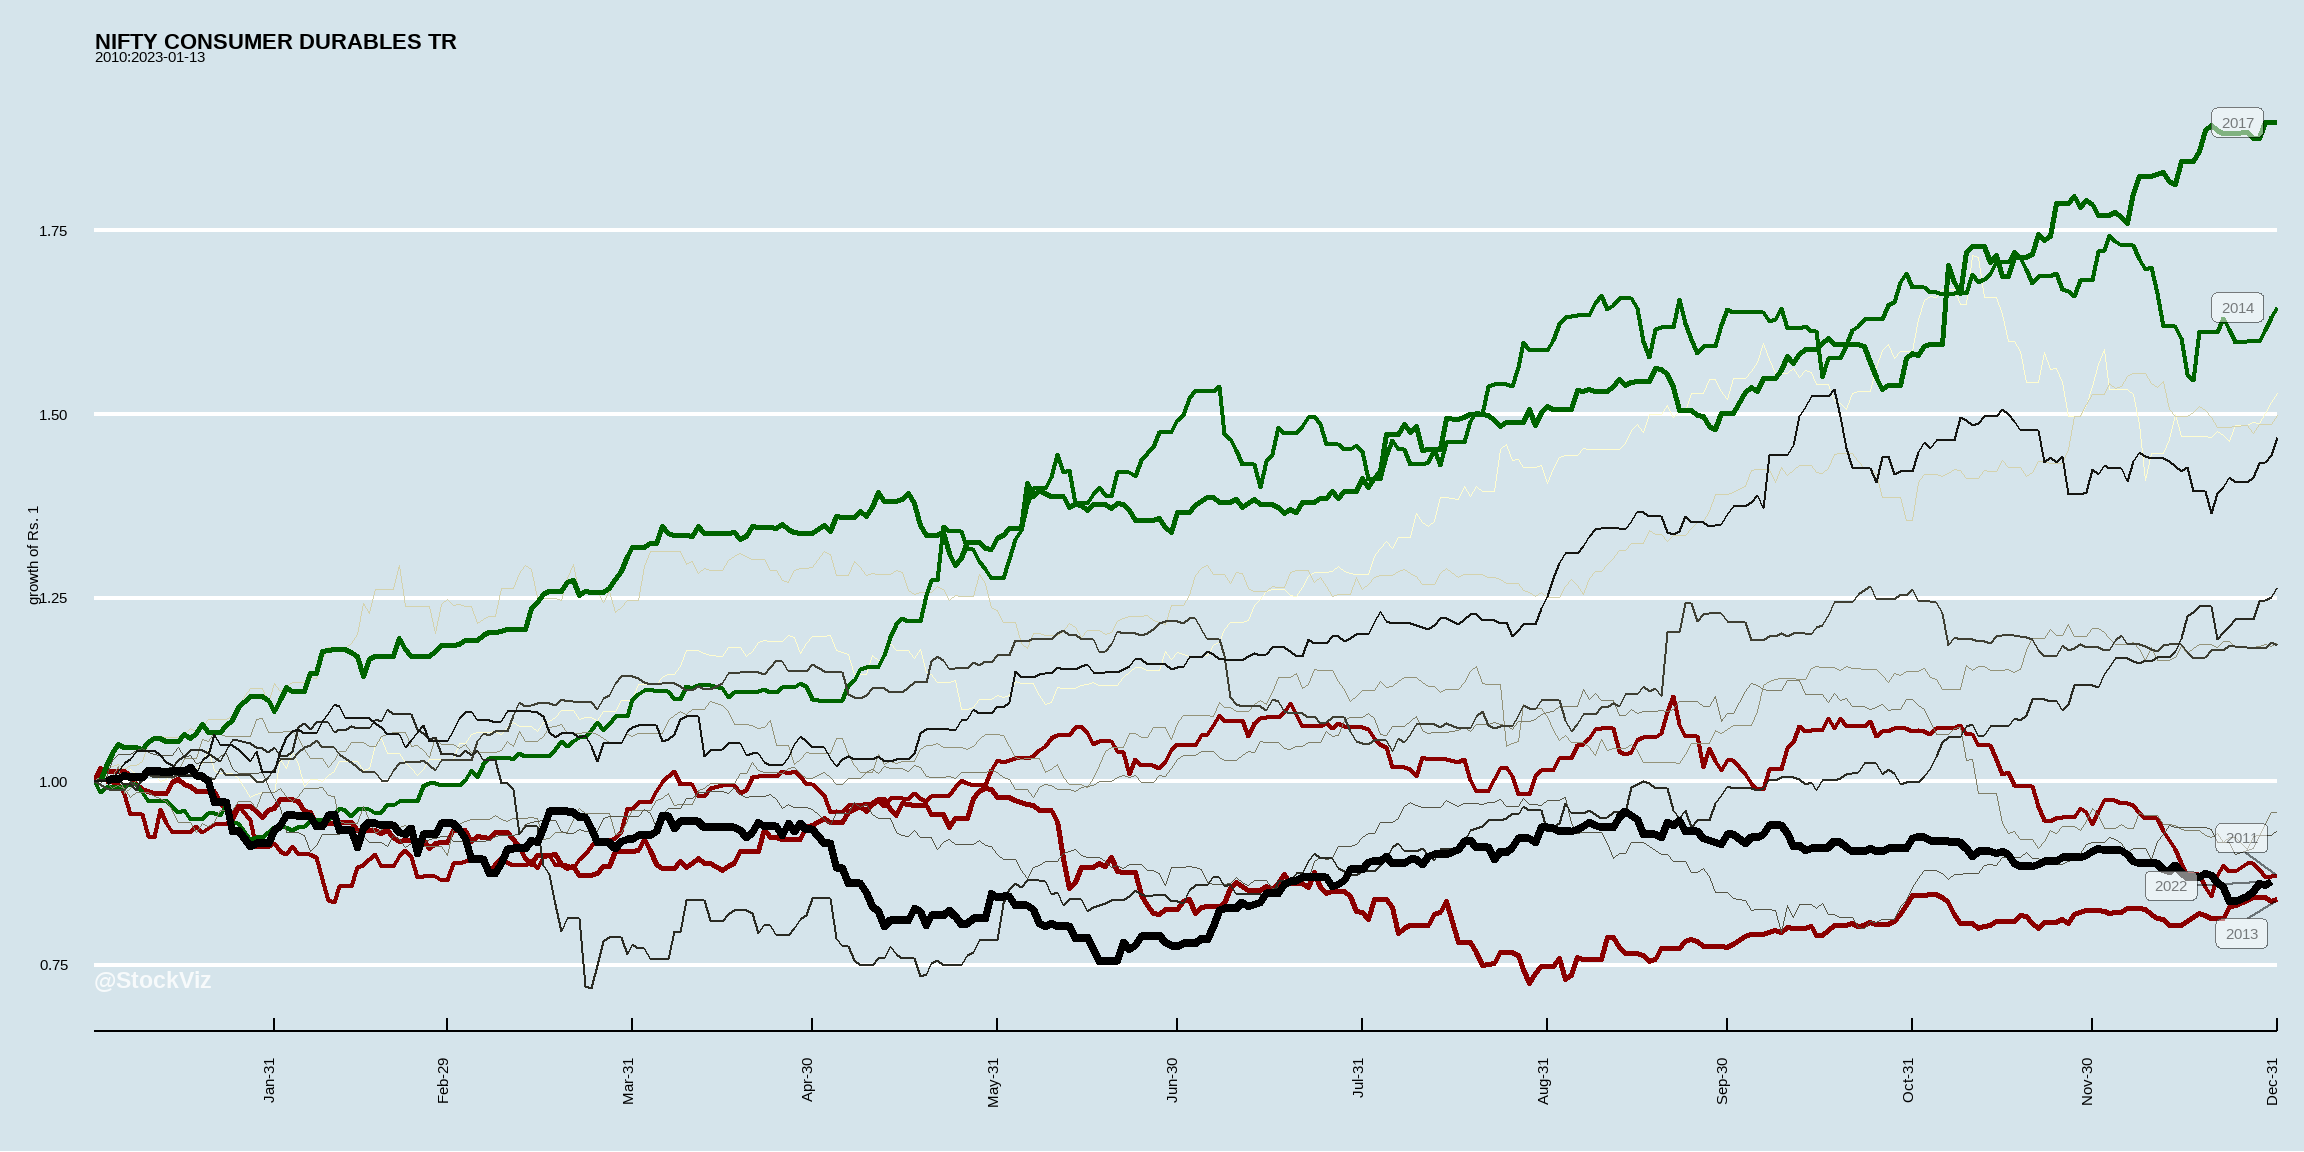 NIFTY CONSUMER DURABLES TR
2010:2023-01-13
2017
1.75
2014
1.50
growth of Rs. 1
1.25
1.00
2011
2022
2013
0.75
@StockViz
Jan-31
Feb-29
Mar-31
Apr-30
May-31
Jun-30
Jul-31
Aug-31
Sep-30
Oct-31
Nov-30
Dec-31